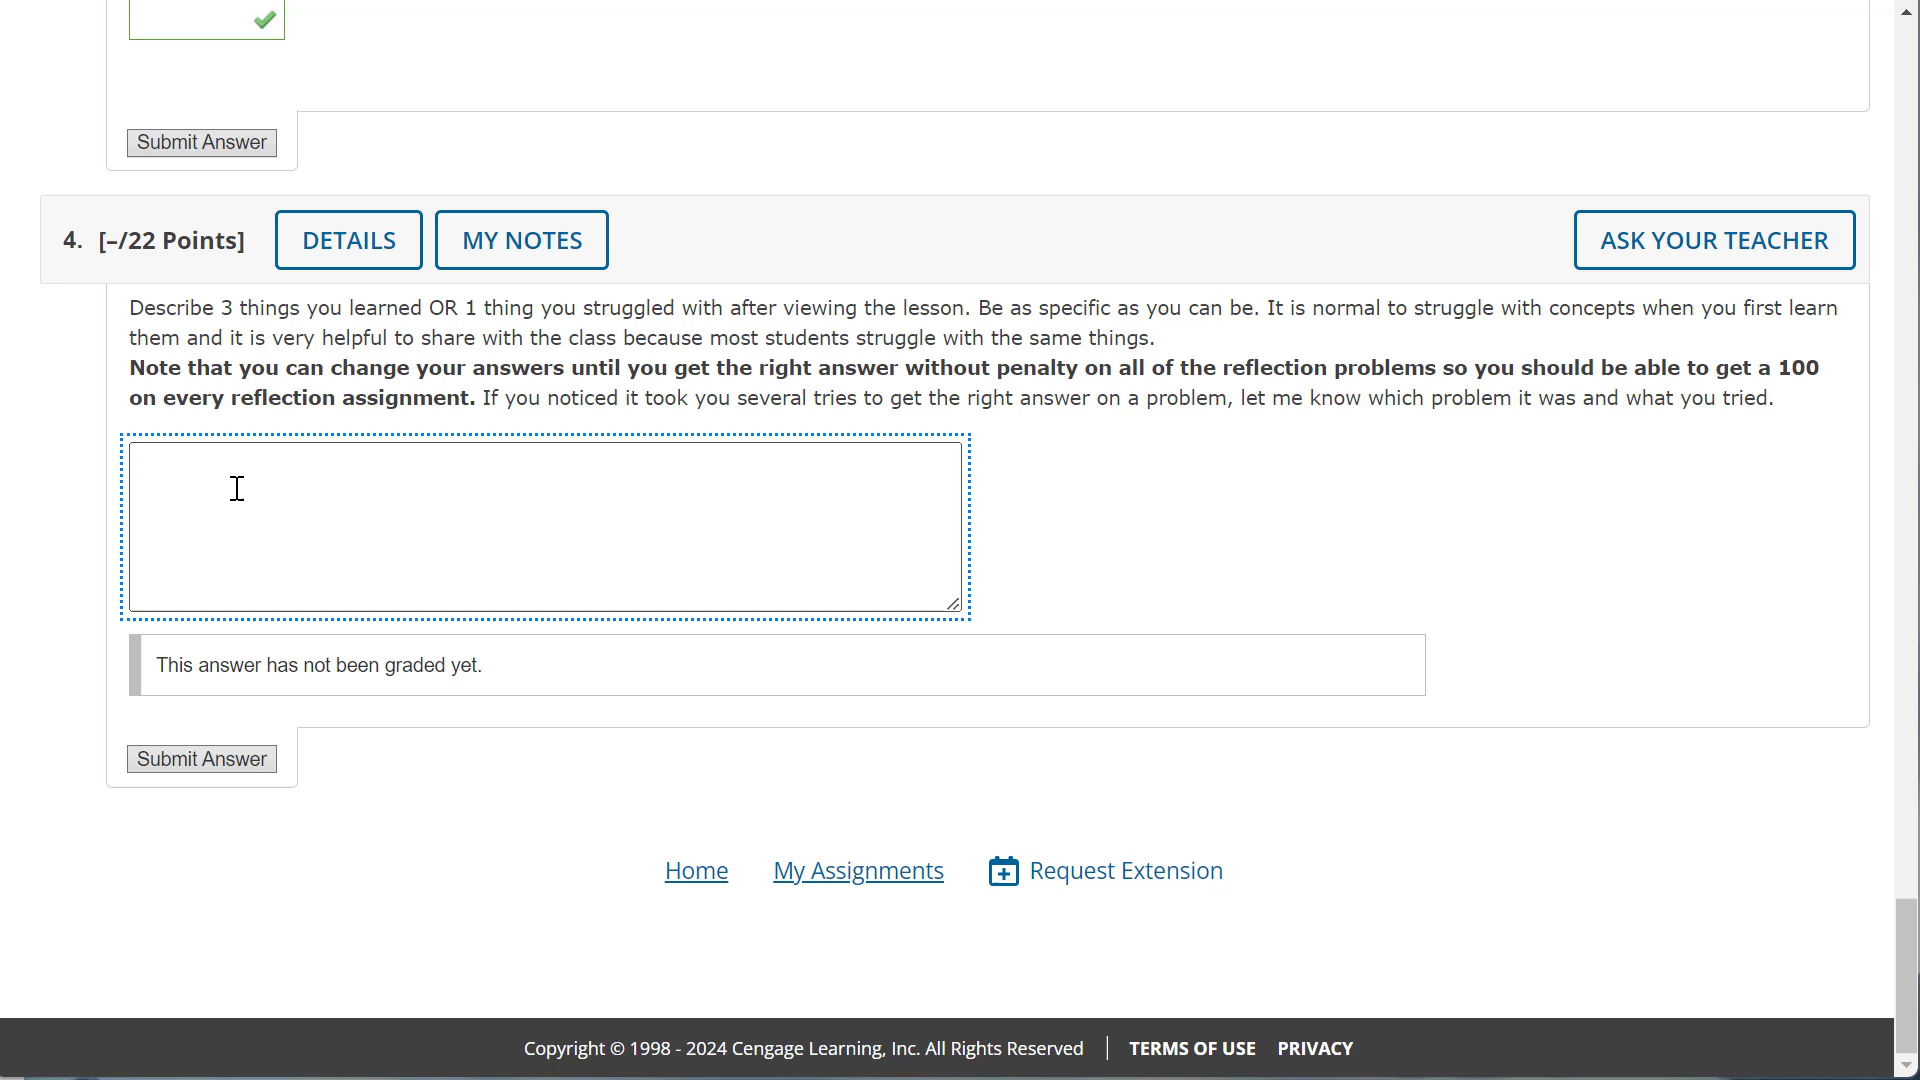 Submit Answer
4. [–/22 Points] DETAILS MY NOTES ASK YOUR TEACHER
Describe 3 things you learned OR 1 thing you struggled with after viewing the lesson. Be as specific as you can be. It is normal to struggle with concepts when you first learn
them and it is very helpful to share with the class because most students struggle with the same things.
Note that you can change your answers until you get the right answer without penalty on all of the reflection problems so you should be able to get a 100
on every reflection assignment. If you noticed it took you several tries to get the right answer on a problem, let me know which problem it was and what you tried.
This answer has not been graded yet.
Submit Answer
Home My Assignments Request Extension
Copyright © 1998 - 2024 Cengage Learning, Inc. All Rights Reserved TERMS OF USE PRIVACY